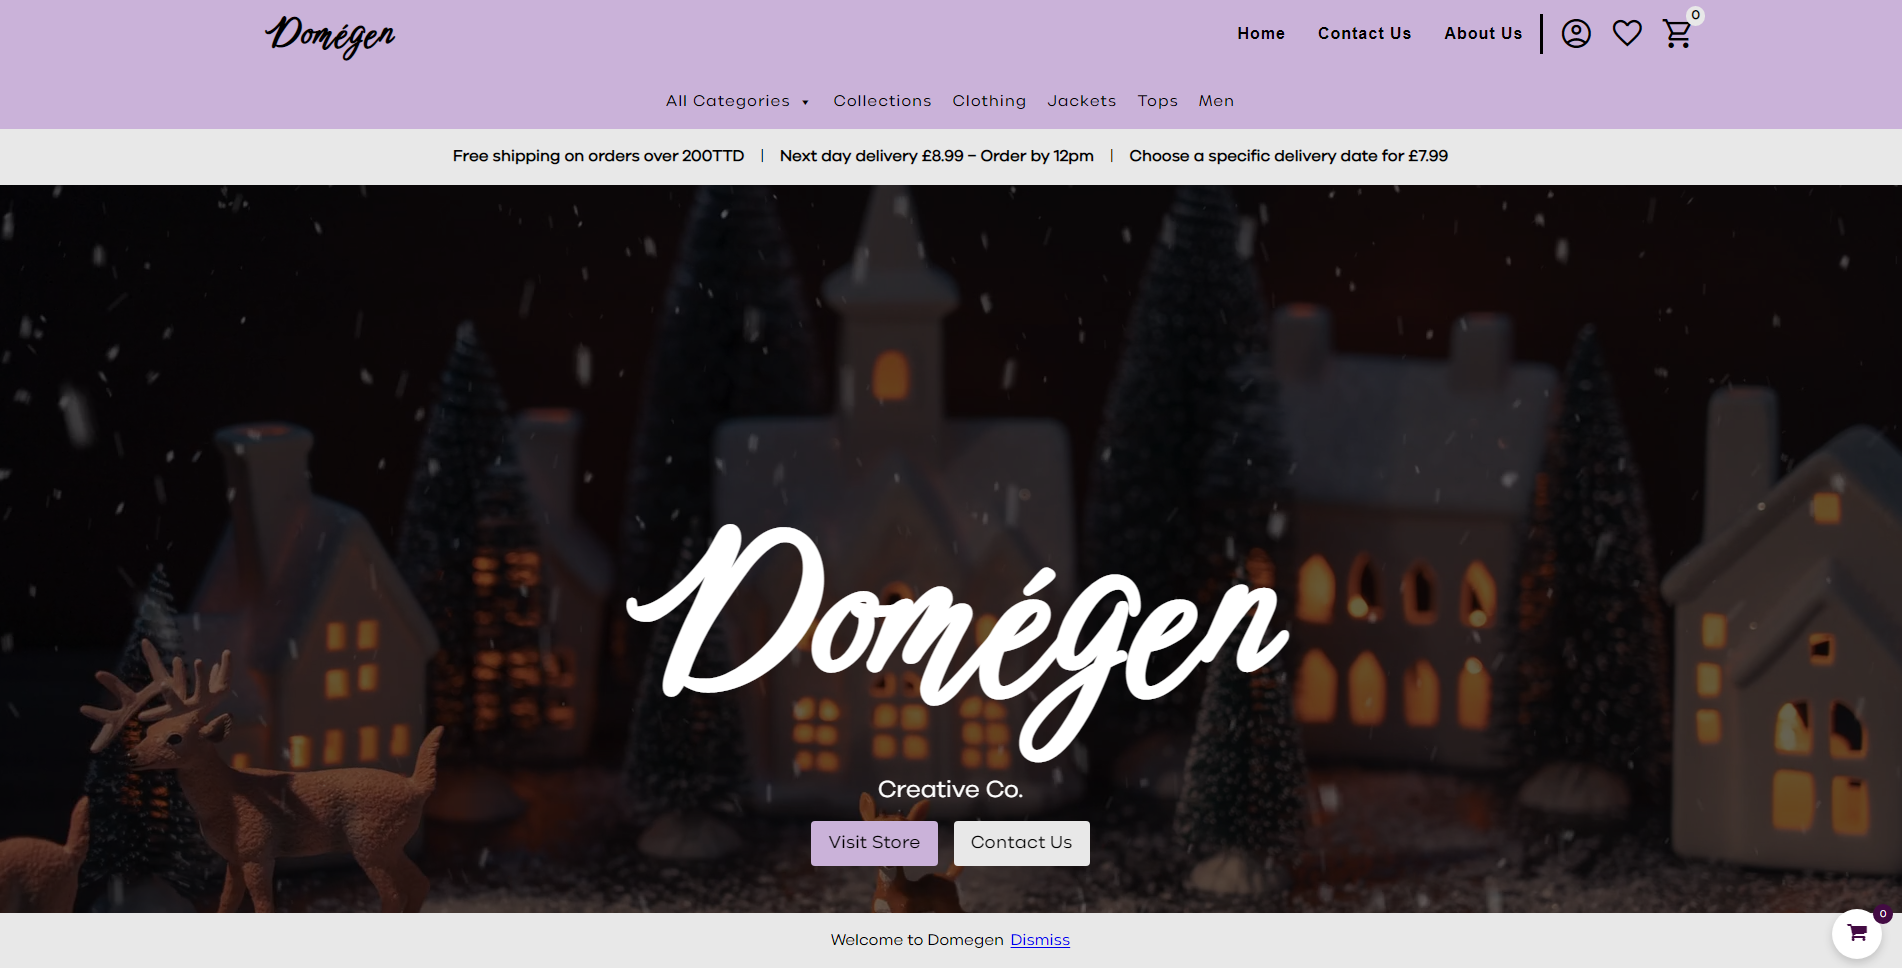 Domégen
Home Contact Us About Us 0
All Categories Collections Clothing Jackets Tops Men
Free shipping on orders over 200TTD | Next day delivery £8.99 – Order by 12pm | Choose a specific delivery date for £7.99
Domégen
Creative Co.
Visit Store Contact Us
Welcome to Domegen Dismiss
0